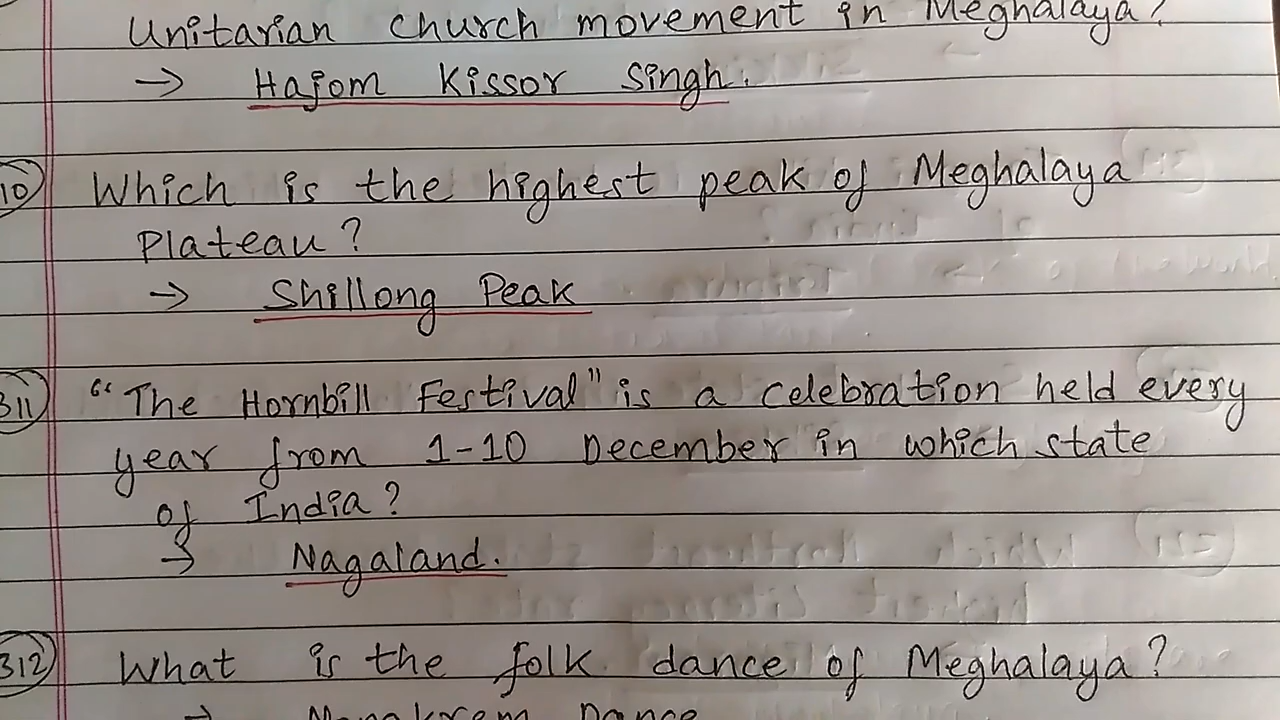 Unitarian church movement in Meghalaya?
→ Hajom Kissor Singh.
10) Which is the highest peak of Meghalaya
Plateau?
→ Shillong Peak
311) "The Hornbill Festival" is a celebration held every
year from 1-10 December in which state
of India?
→ Nagaland.
312) What is the folk dance of Meghalaya?
→ Dance